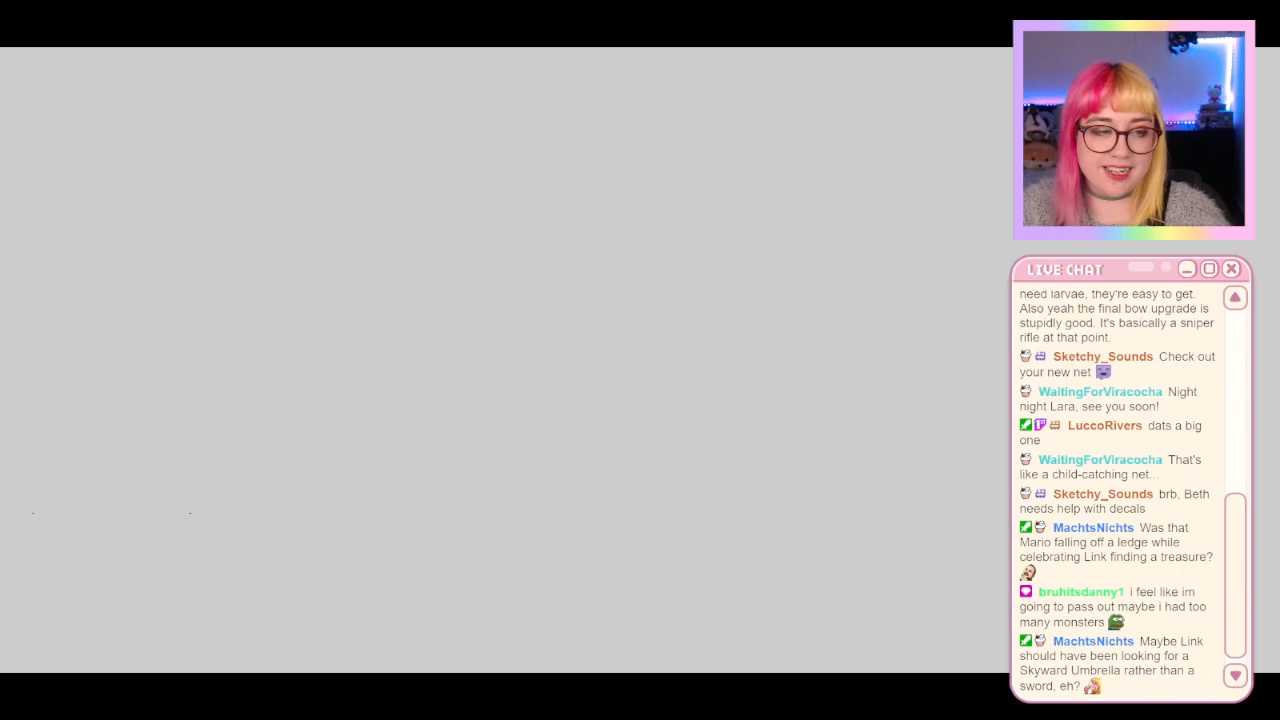 LIVE CHAT
need larvae, they're easy to get.
Also yeah the final bow upgrade is
stupidly good. It's basically a sniper
rifle at that point.
Sketchy_Sounds Check out
your new net
WaitingForViracocha Night
night Lara, see you soon!
LuccoRivers dats a big
one
WaitingForViracocha That's
like a child-catching net...
Sketchy_Sounds brb, Beth
needs help with decals
MachtsNichts Was that
Mario falling off a ledge while
celebrating Link finding a treasure?
bruhitsdanny1 i feel like im
going to pass out maybe i had too
many monsters
MachtsNichts Maybe Link
should have been looking for a
Skyward Umbrella rather than a
sword, eh?